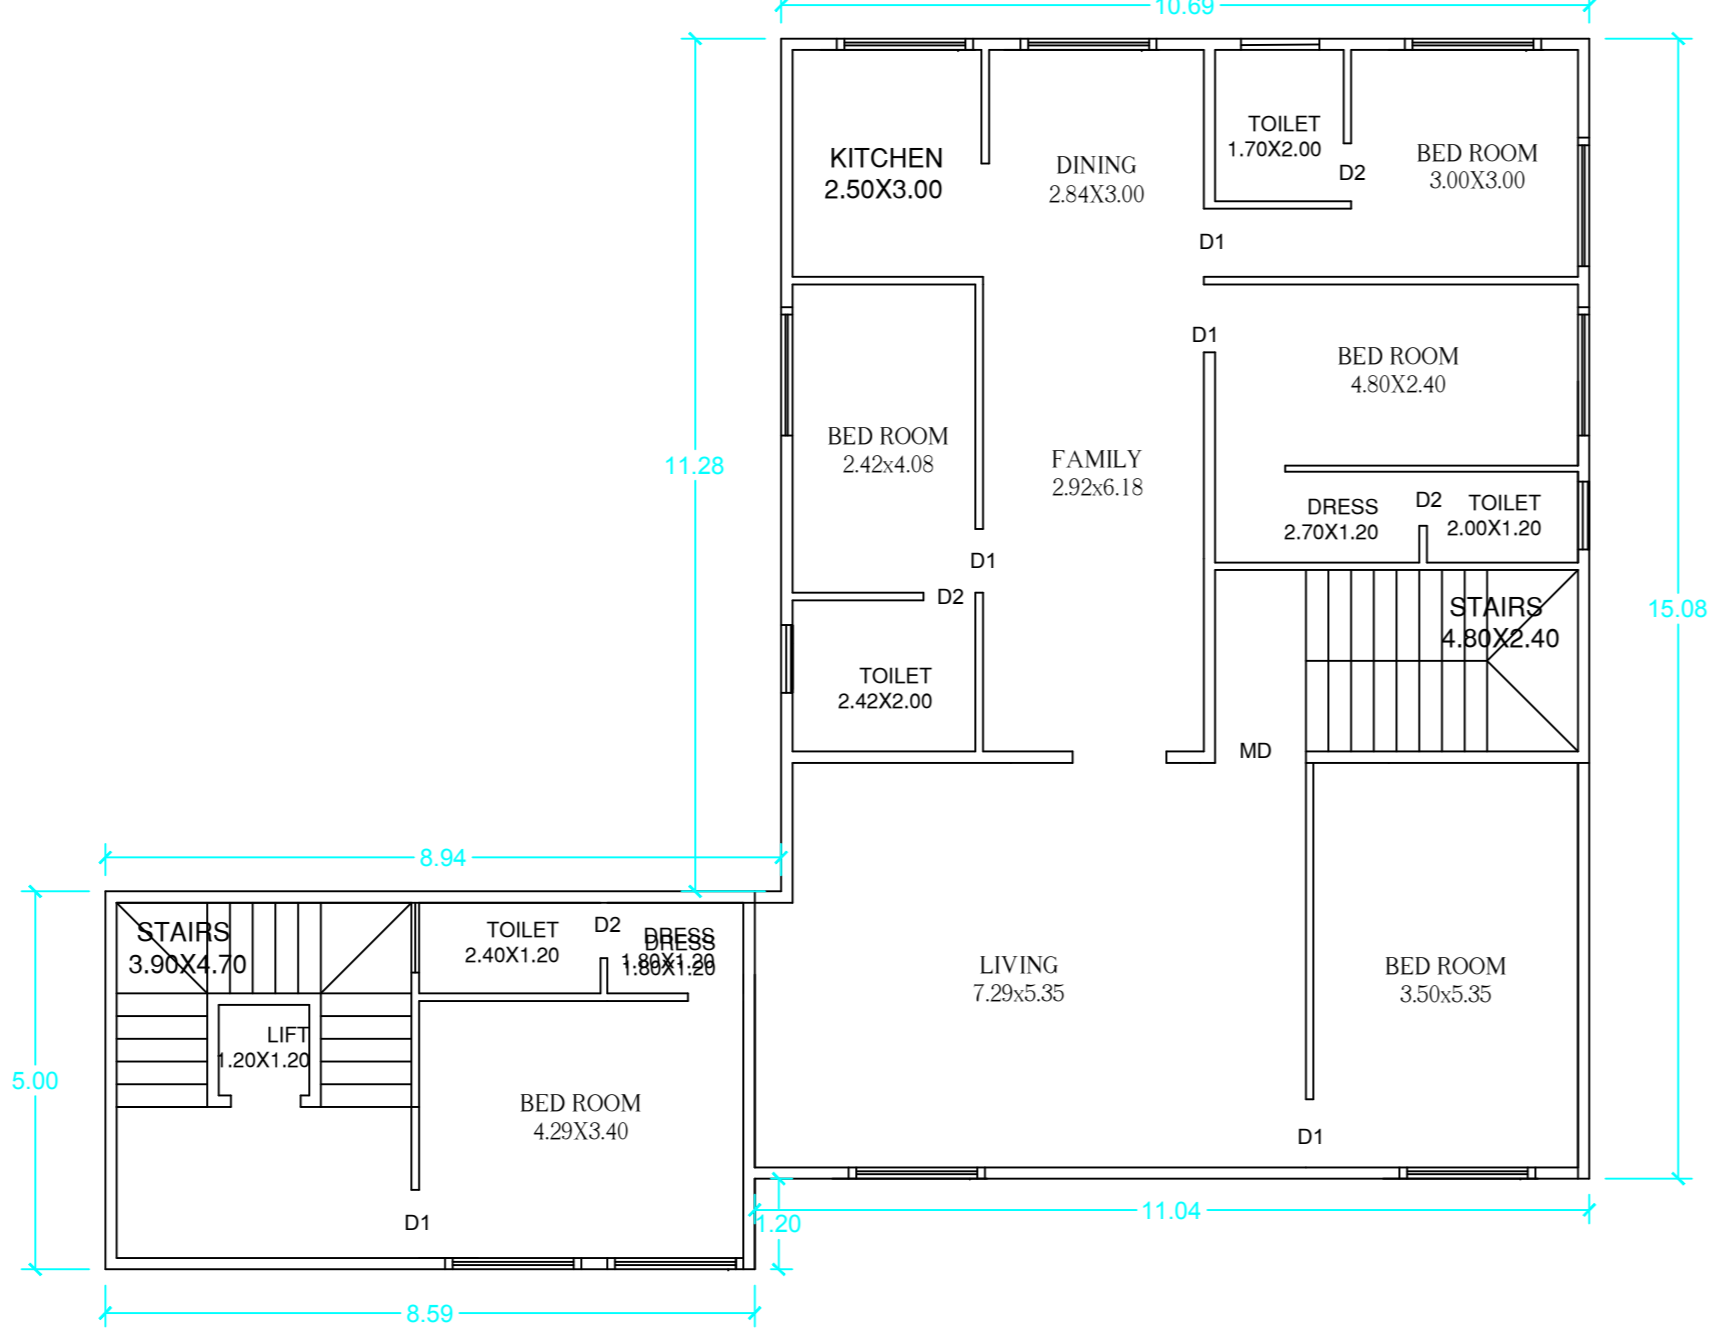 10.69
KITCHEN
2.50X3.00
DINING
2.84X3.00
TOILET
1.70X2.00
D2
BED ROOM
3.00X3.00
D1
D1
BED ROOM
4.80X2.40
BED ROOM
2.42x4.08
11.28
FAMILY
2.92x6.18
DRESS
2.70X1.20
D2
TOILET
2.00X1.20
D1
D2
STAIRS
4.80X2.40
15.08
TOILET
2.42X2.00
MD
8.94
STAIRS
3.90X4.70
TOILET
2.40X1.20
D2
DRESS
1.80X1.20
DRESS
1.80X1.20
LIVING
7.29x5.35
BED ROOM
3.50x5.35
LIFT
1.20X1.20
5.00
BED ROOM
4.29X3.40
D1
D1
1.20
11.04
8.59